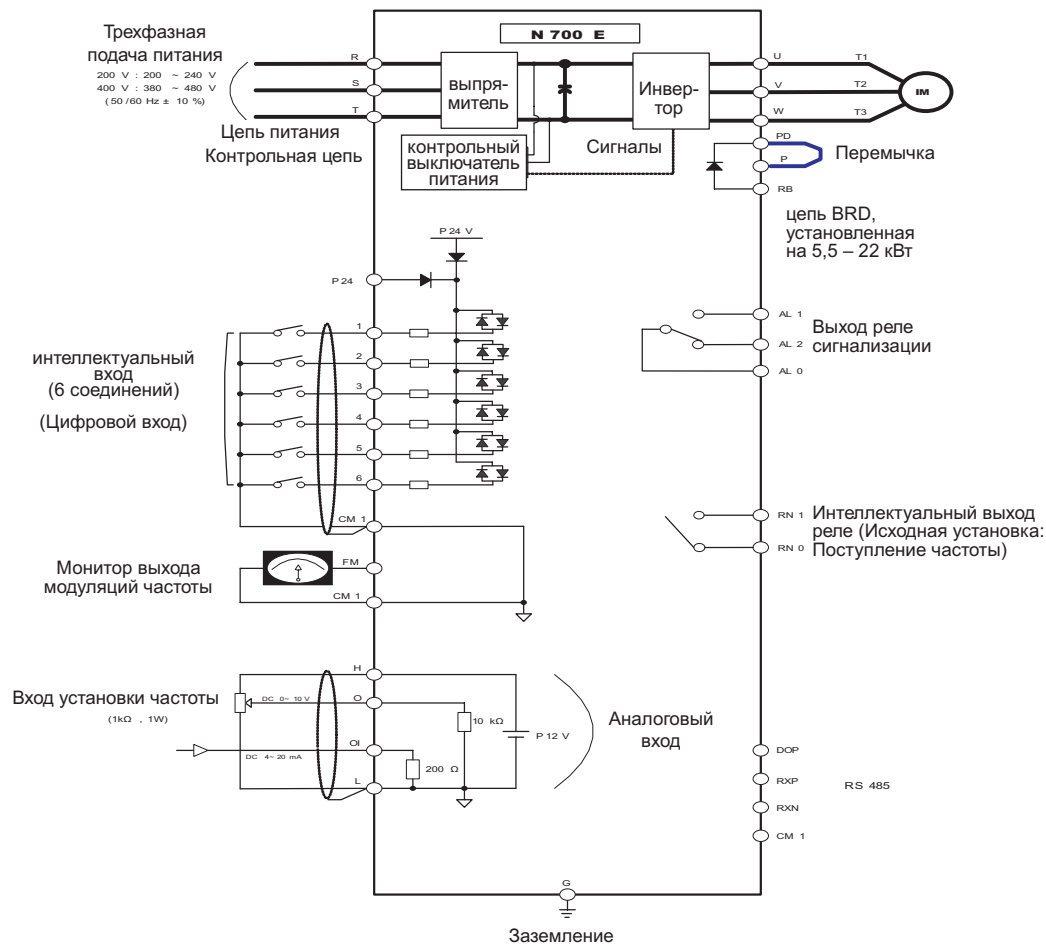 N 700 E
Трехфазная
подача питания
200 V : 200 ~ 240 V
400 V : 380 ~ 480 V
( 50/60 Hz ± 10 %)
Цепь питания
Контрольная цепь
R
S
T
выпря-
митель
Инвер-
тор
контрольный
выключатель
питания
Сигналы
U
V
W
T1
T2
T3
IM
PD
P
RB
Перемычка
цепь BRD,
установленная
на 5,5 – 22 кВт
P 24 V
P 24
интеллектуальный
вход
(6 соединений)
(Цифровой вход)
1
2
3
4
5
6
CM 1
AL 1
AL 2
AL 0
Выход реле
сигнализации
RN 1
RN 0
Интеллектуальный выход
реле (Исходная установка:
Поступление частоты)
Монитор выхода
модуляций частоты
FM
CM 1
Вход установки частоты
(1kΩ , 1W)
H
O
OI
L
DC 0~ 10 V
DC 4~ 20 mA
10 kΩ
200 Ω
P 12 V
Аналоговый
вход
DOP
RXP
RXN
CM 1
RS 485
G
Заземление